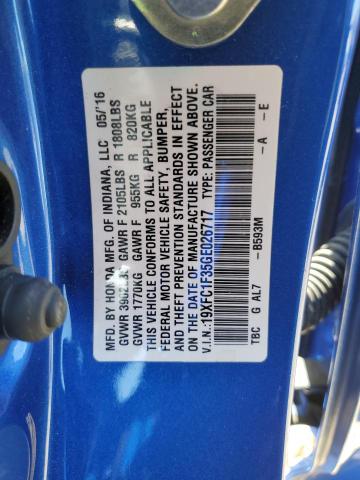 MFD. BY HONDA MFG. OF INDIANA, LLC 05/'16
GVWR 3902LBS GAWR F 2105LBS R 1808LBS
GVWR 1770KG GAWR F 955KG R 820KG
THIS VEHICLE CONFORMS TO ALL APPLICABLE
FEDERAL MOTOR VEHICLE SAFETY, BUMPER,
AND THEFT PREVENTION STANDARDS IN EFFECT
ON THE DATE OF MANUFACTURE SHOWN ABOVE.
V.I.N.: 19XFC1F35GE026717 TYPE: PASSENGER CAR
TBC G AL7 -B593M -A -E